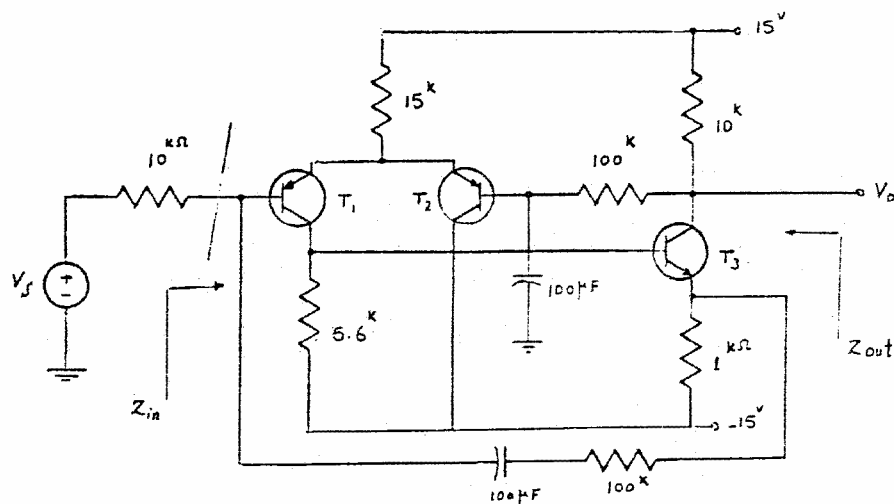 15V
15K
10K
10KΩ
100K
Vo
T1
T2
T3
100μF
Vs
5.6K
1KΩ
Zout
Zin
-15V
100μF
100K